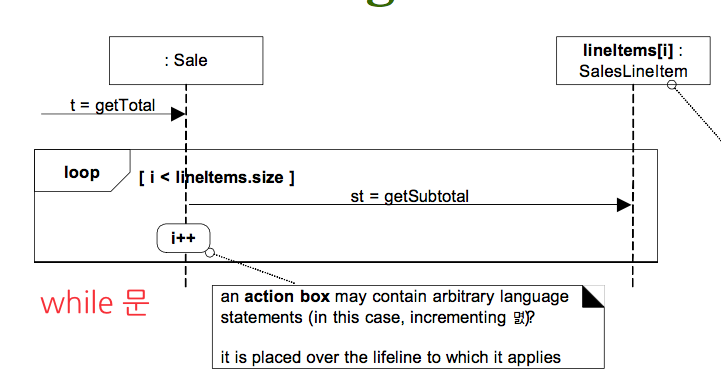 : Sale
lineItems[i] :
SalesLineItem
t = getTotal
loop
[ i < lineItems.size ]
st = getSubtotal
i++
while 문
an action box may contain arbitrary language
statements (in this case, incrementing
it is placed over the lifeline to which it applies